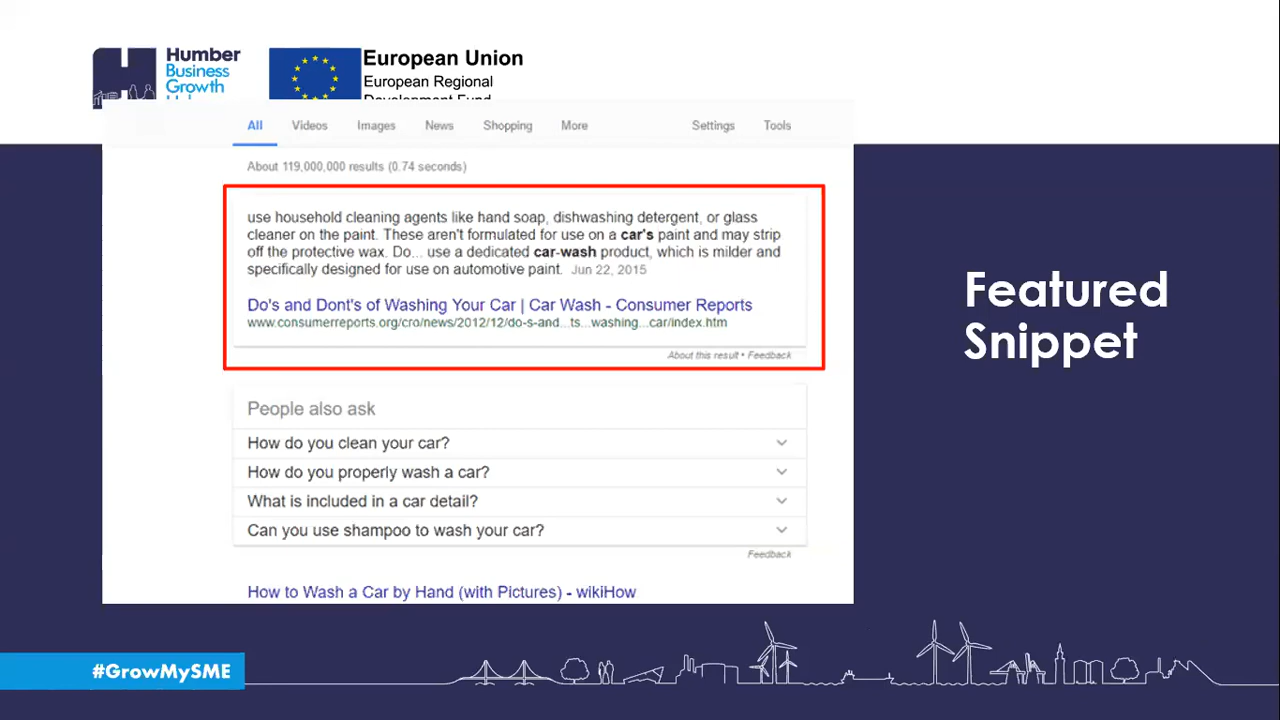 Humber
Business
Growth
European Union
European Regional
Development Fund
All Videos Images News Shopping More Settings Tools
About 119,000,000 results (0.74 seconds)
use household cleaning agents like hand soap, dishwashing detergent, or glass
cleaner on the paint. These aren't formulated for use on a car's paint and may strip
off the protective wax. Do... use a dedicated car-wash product, which is milder and
specifically designed for use on automotive paint. Jun 22, 2015
Do's and Dont's of Washing Your Car | Car Wash - Consumer Reports
www.consumerreports.org/cro/news/2012/12/do-s-and...ts...washing...car/index.htm
About this result • Feedback
People also ask
How do you clean your car?
How do you properly wash a car?
What is included in a car detail?
Can you use shampoo to wash your car?
Feedback
How to Wash a Car by Hand (with Pictures) - wikiHow
Featured
Snippet
#GrowMySME